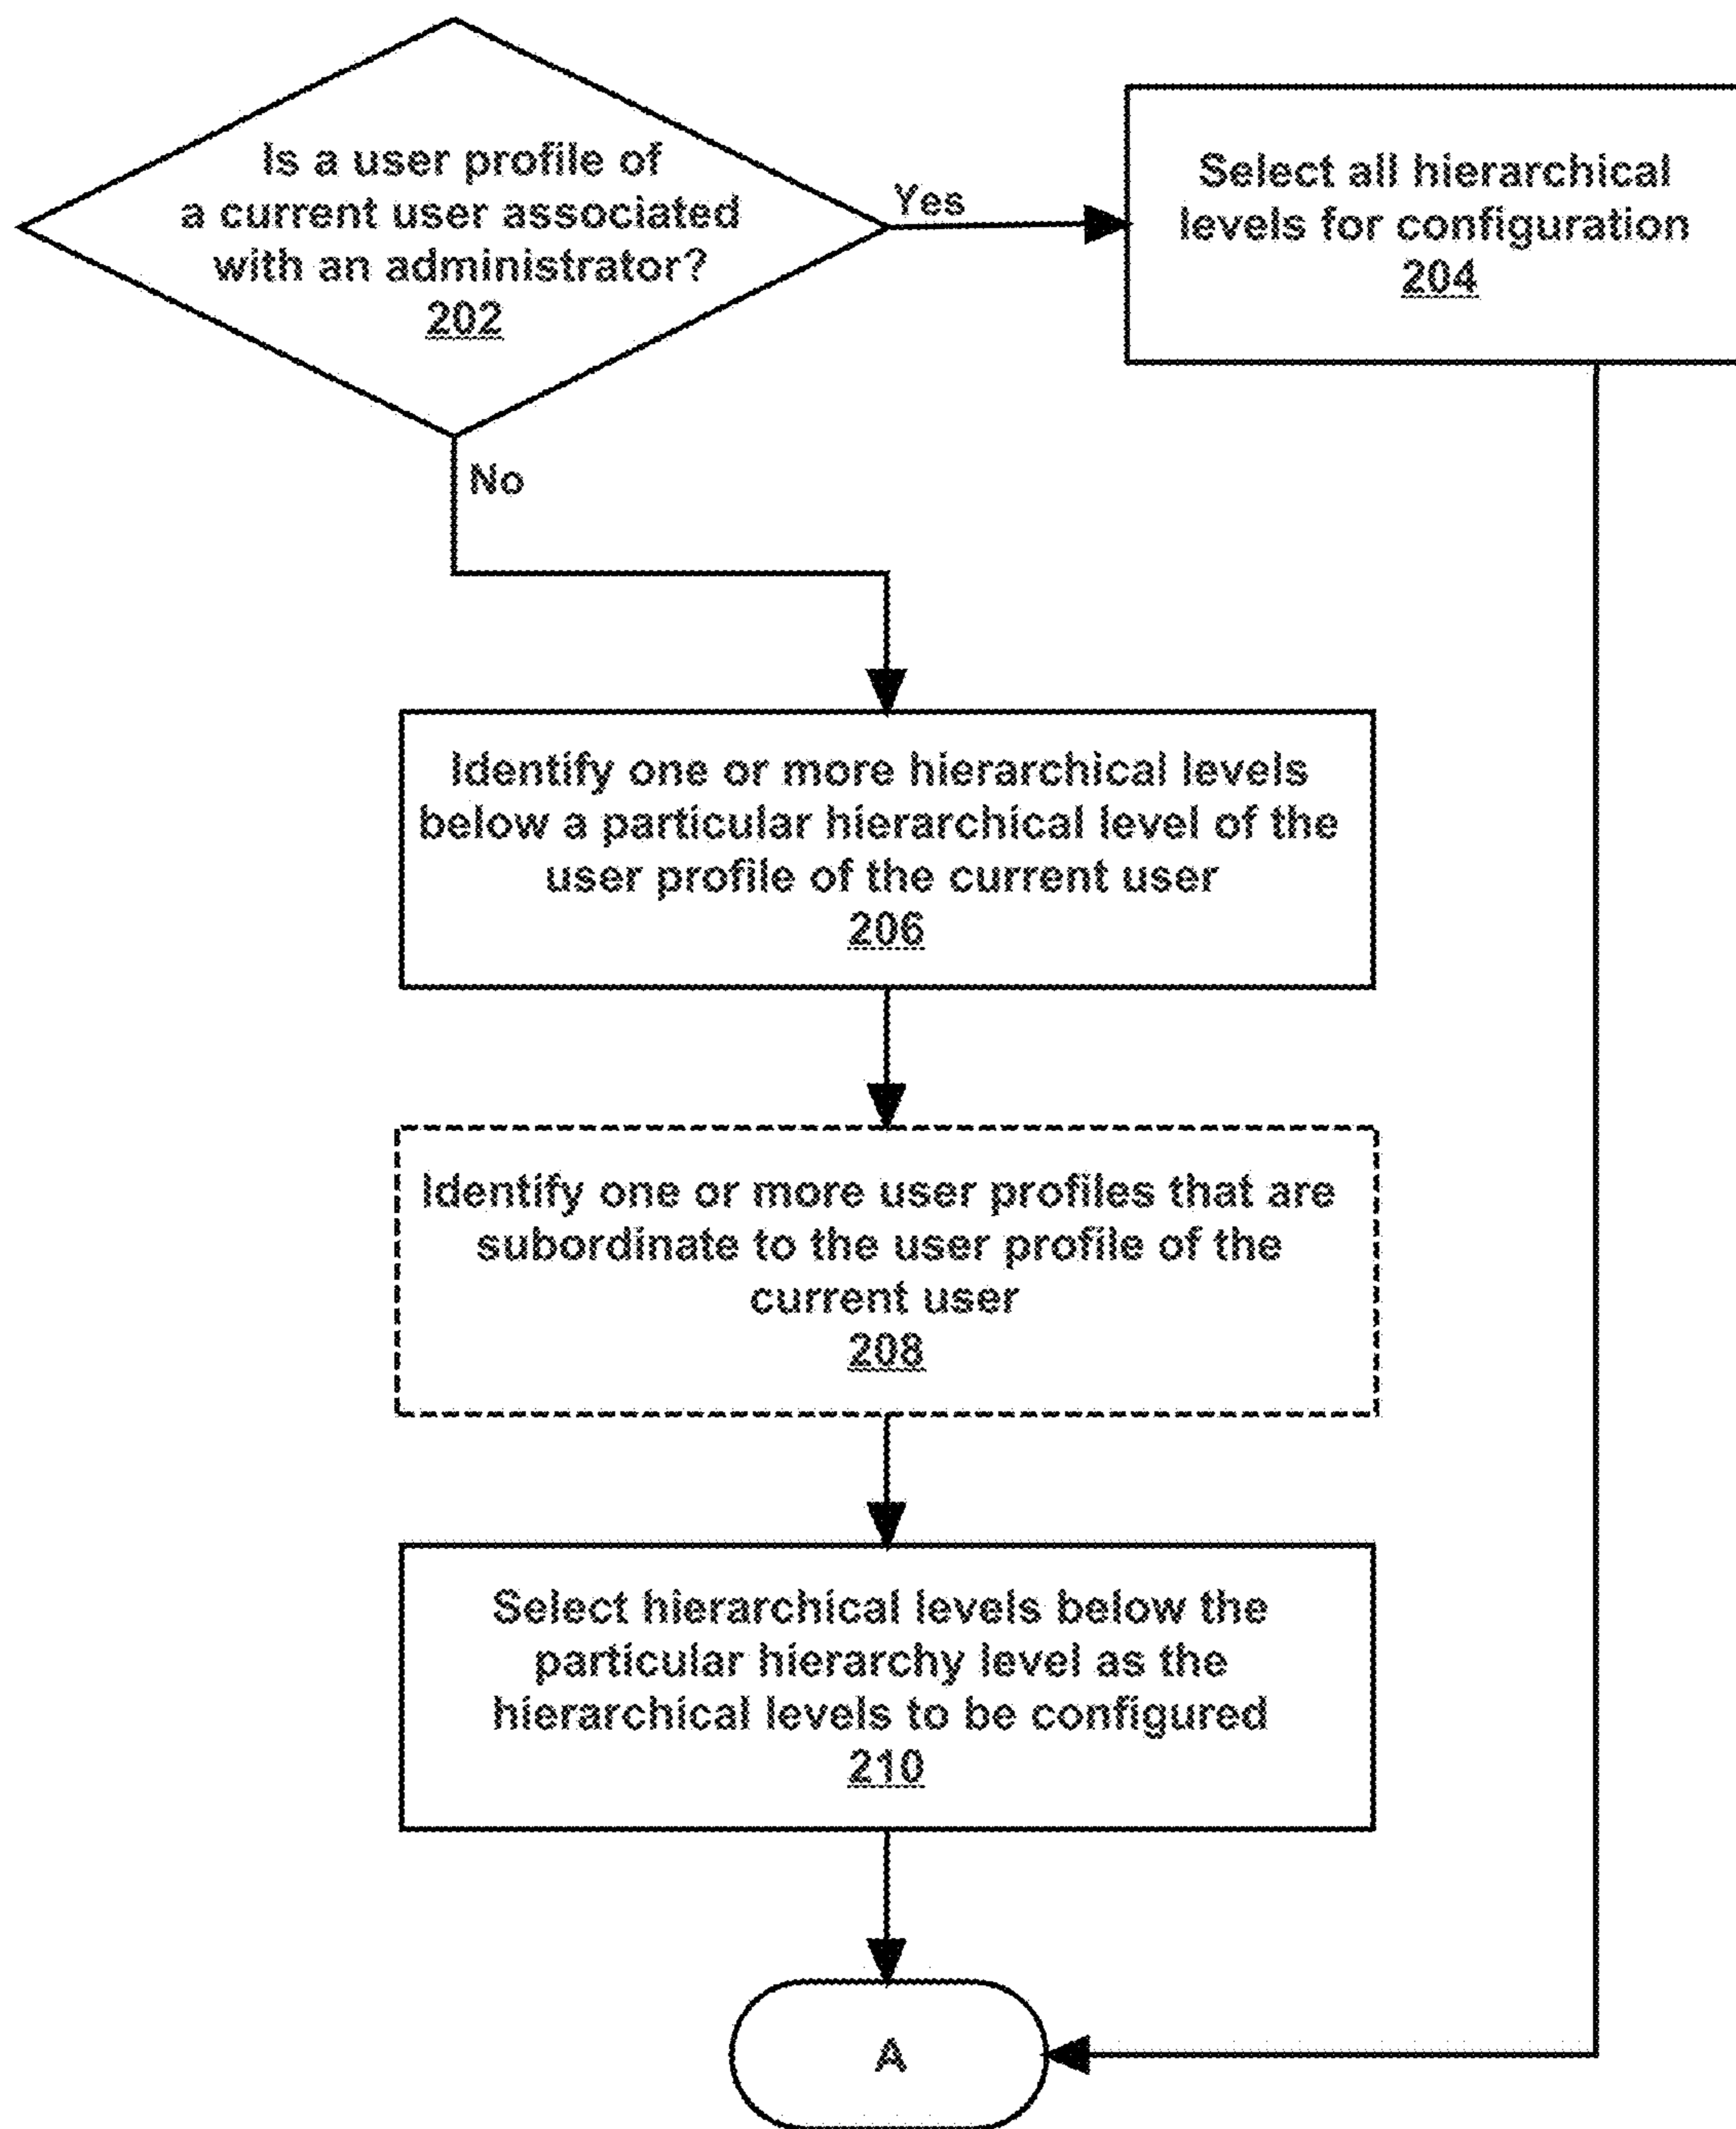 Is a user profile of
a current user associated
with an administrator?
202
Yes
Select all hierarchical
levels for configuration
204
No
Identify one or more hierarchical levels
below a particular hierarchical level of the
user profile of the current user
206
Identify one or more user profiles that are
subordinate to the user profile of the
current user
208
Select hierarchical levels below the
particular hierarchy level as the
hierarchical levels to be configured
210
A